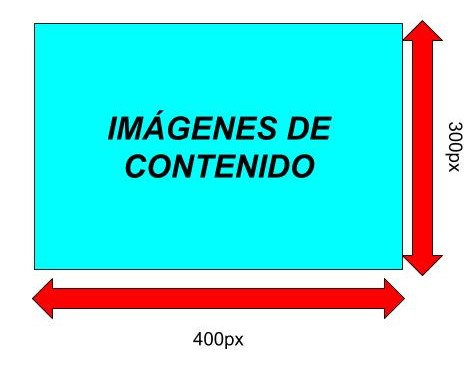 IMÁGENES DE
CONTENIDO
300px
400px